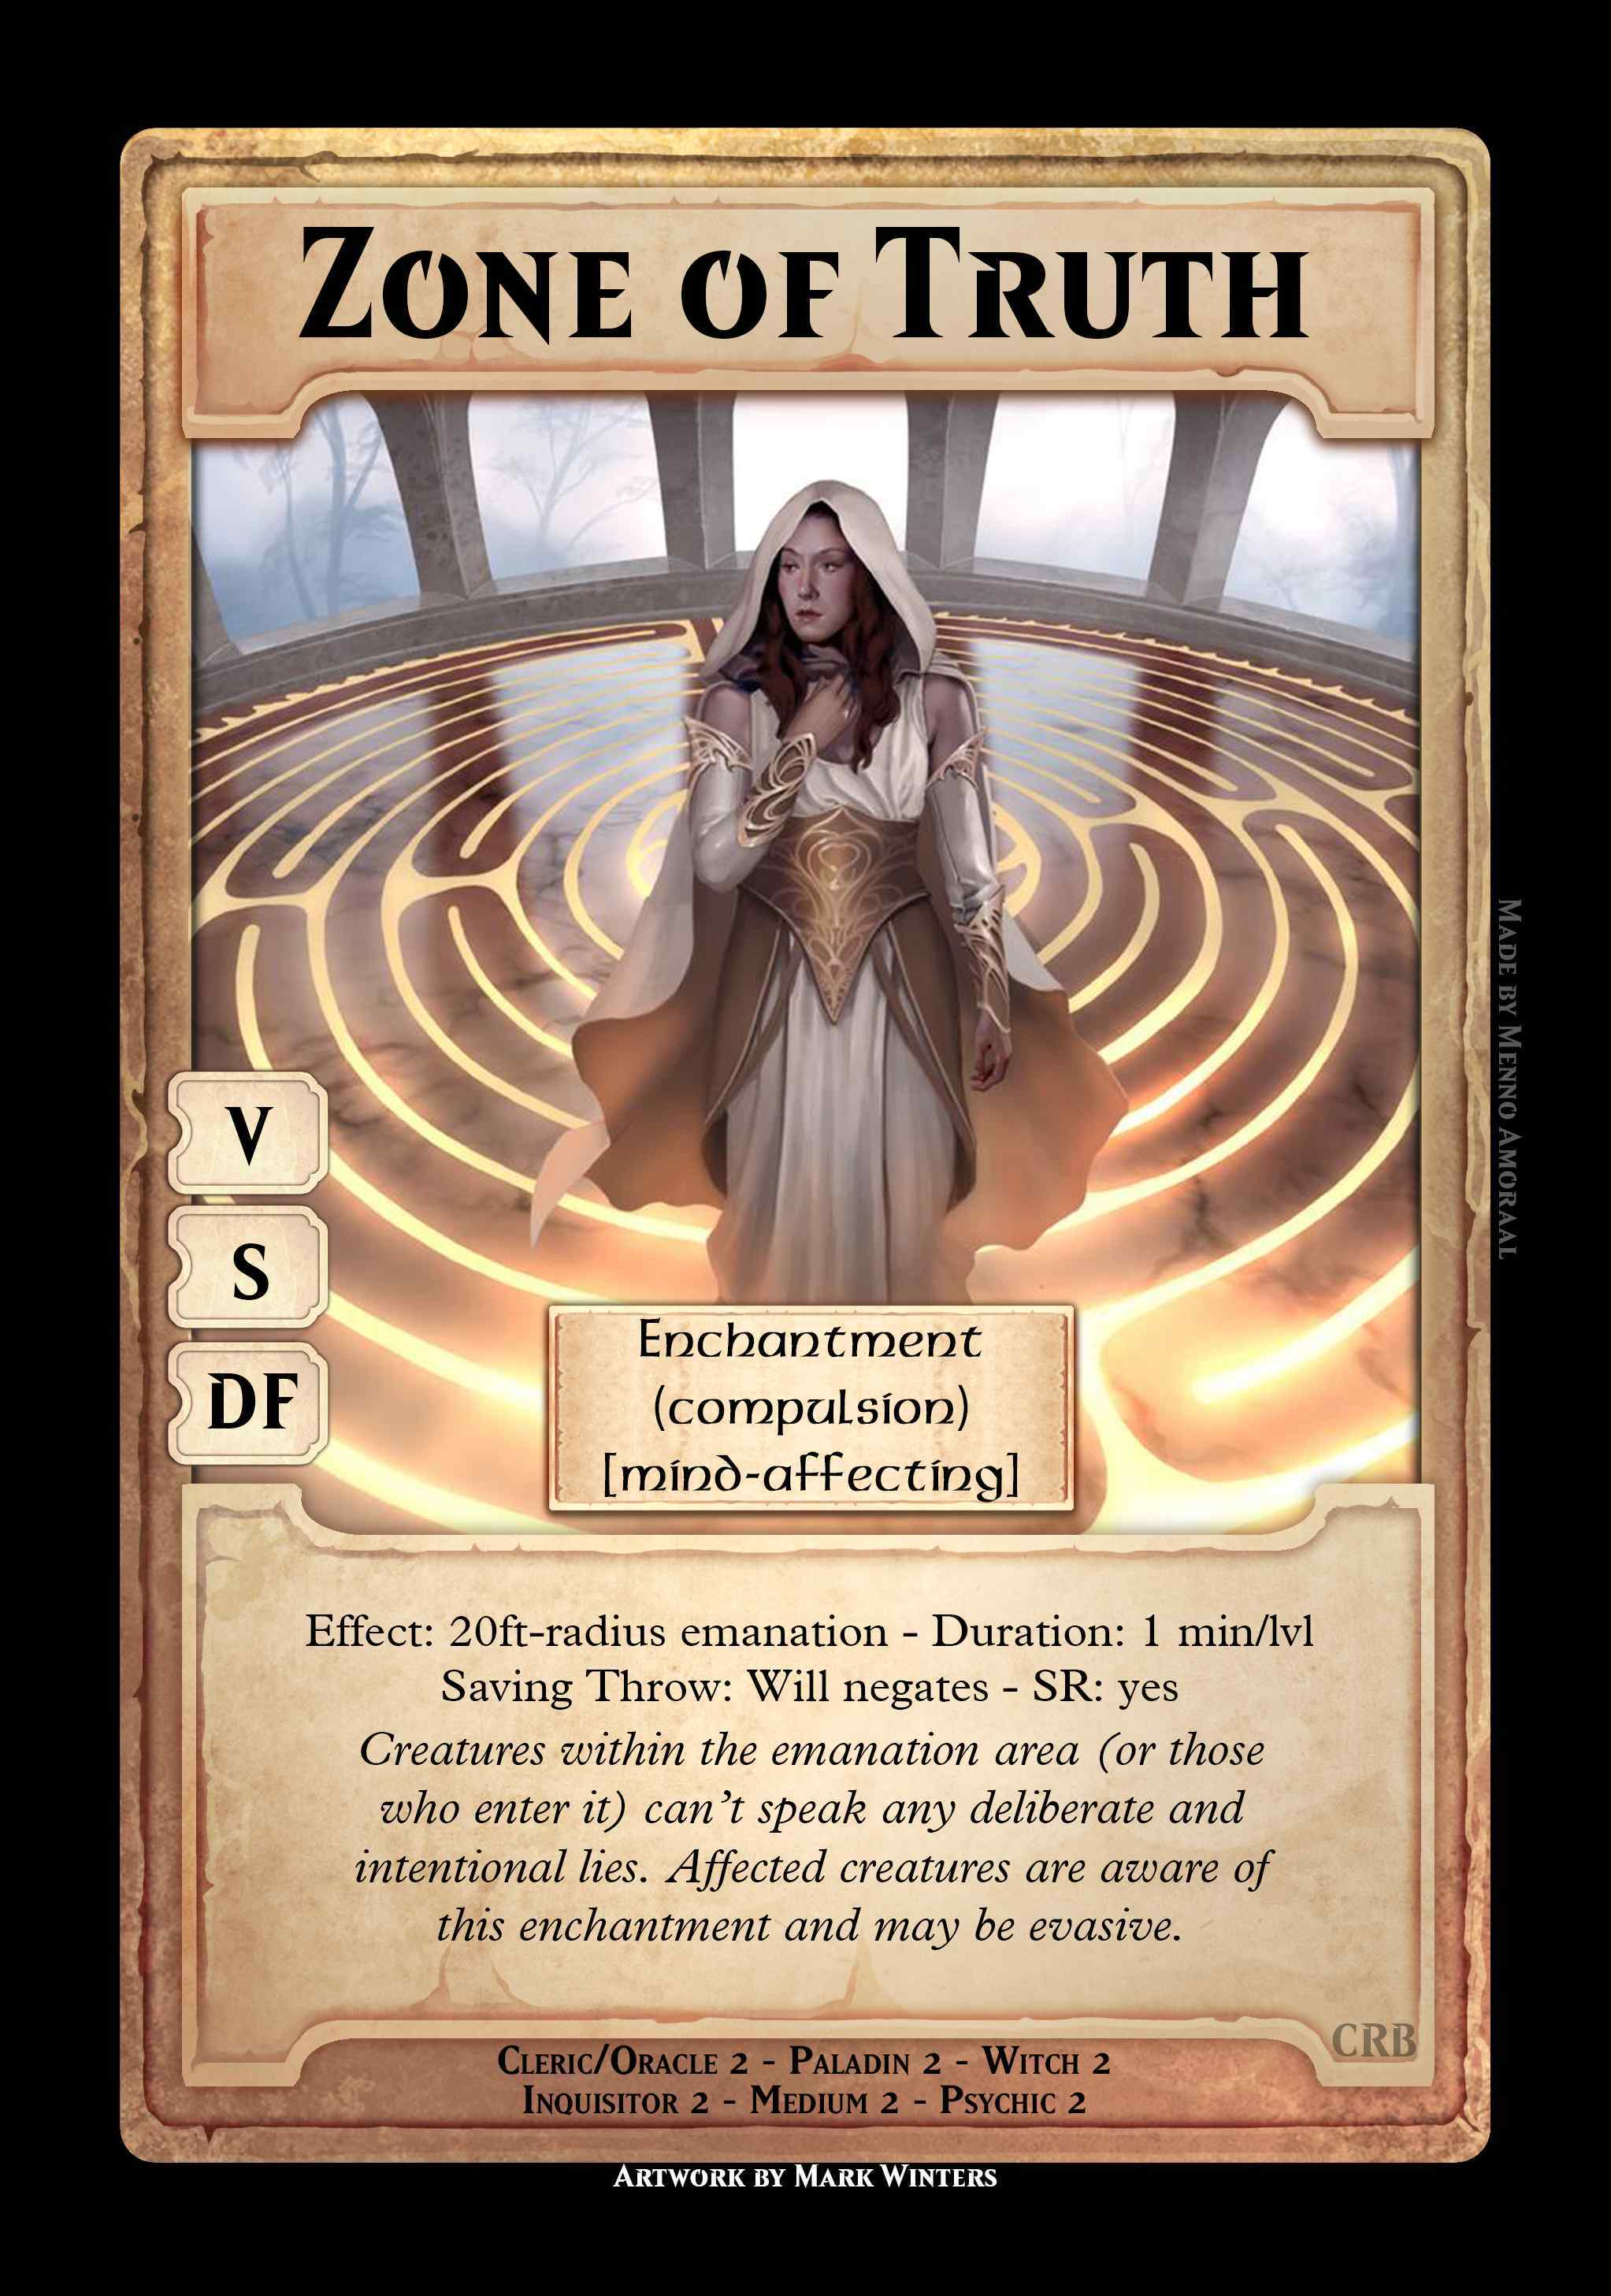 Zone of Truth
V
S
DF
Enchantment
(compulsion)
[mind-affecting]
Effect: 20ft-radius emanation - Duration: 1 min/lvl
Saving Throw: Will negates - SR: yes
Creatures within the emanation area (or those
who enter it) can't speak any deliberate and
intentional lies. Affected creatures are aware of
this enchantment and may be evasive.
CRB
Cleric/Oracle 2 - Paladin 2 - Witch 2
Inquisitor 2 - Medium 2 - Psychic 2
Artwork by Mark Winters
Made by Menno Amoraal